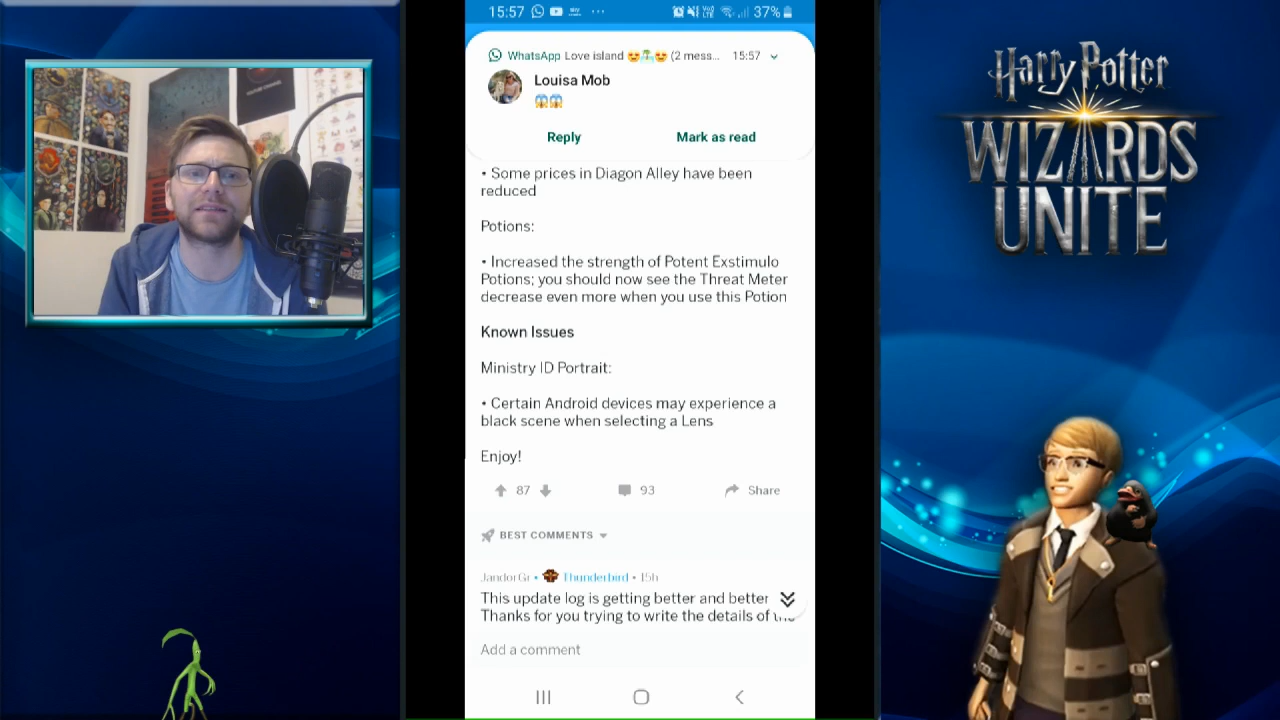 15:57
37%
WhatsApp Love island 😍🏝️😍 (2 mess... 15:57
Louisa Mob
😱😱
Reply Mark as read
• Some prices in Diagon Alley have been
reduced
Potions:
• Increased the strength of Potent Exstimulo
Potions; you should now see the Threat Meter
decrease even more when you use this Potion
Known Issues
Ministry ID Portrait:
• Certain Android devices may experience a
black scene when selecting a Lens
Enjoy!
87 93 Share
BEST COMMENTS
JandorGr • Thunderbird • 15h
This update log is getting better and better
Thanks for you trying to write the details of
Add a comment
Harry Potter
WIZARDS
UNITE